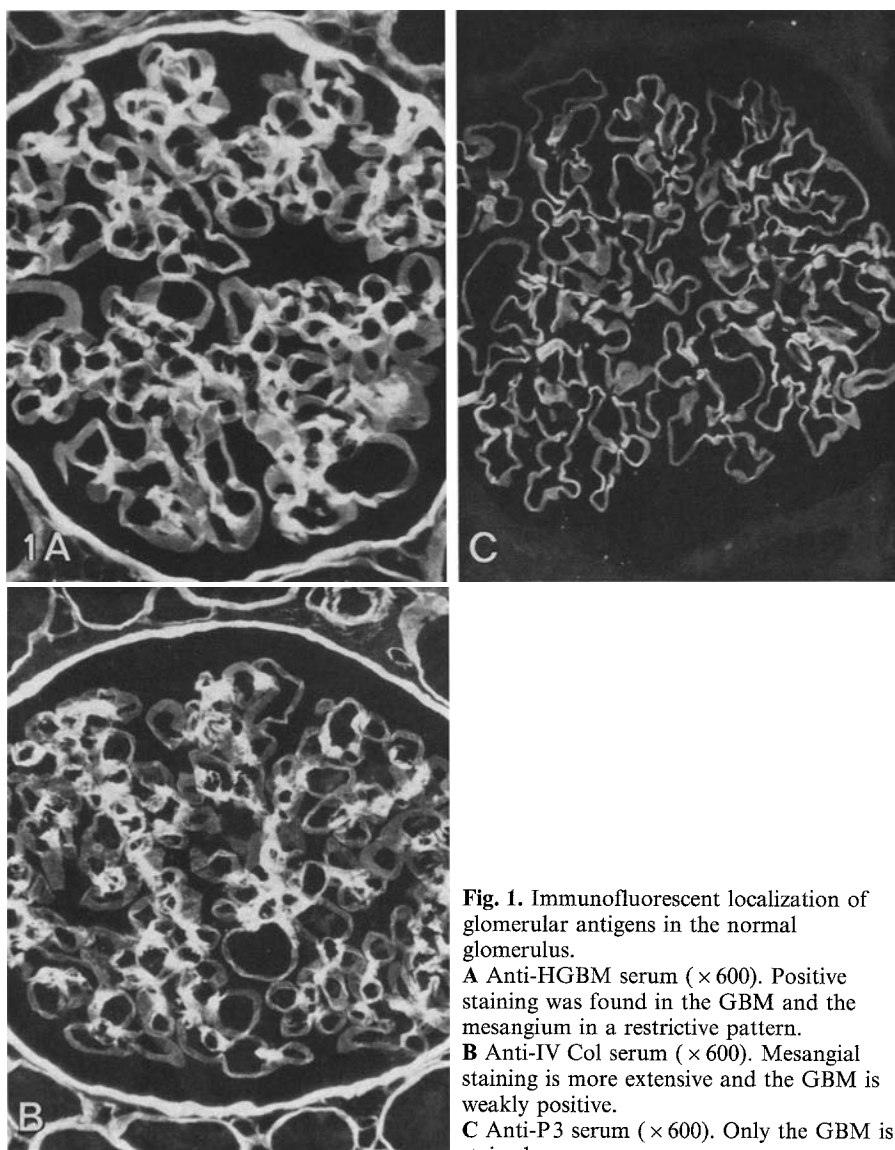 1A
C
B
Fig. 1. Immunofluorescent localization of
glomerular antigens in the normal
glomerulus.
A Anti-HGBM serum (×600). Positive
staining was found in the GBM and the
mesangium in a restrictive pattern.
B Anti-IV Col serum (×600). Mesangial
staining is more extensive and the GBM is
weakly positive.
C Anti-P3 serum (×600). Only the GBM is